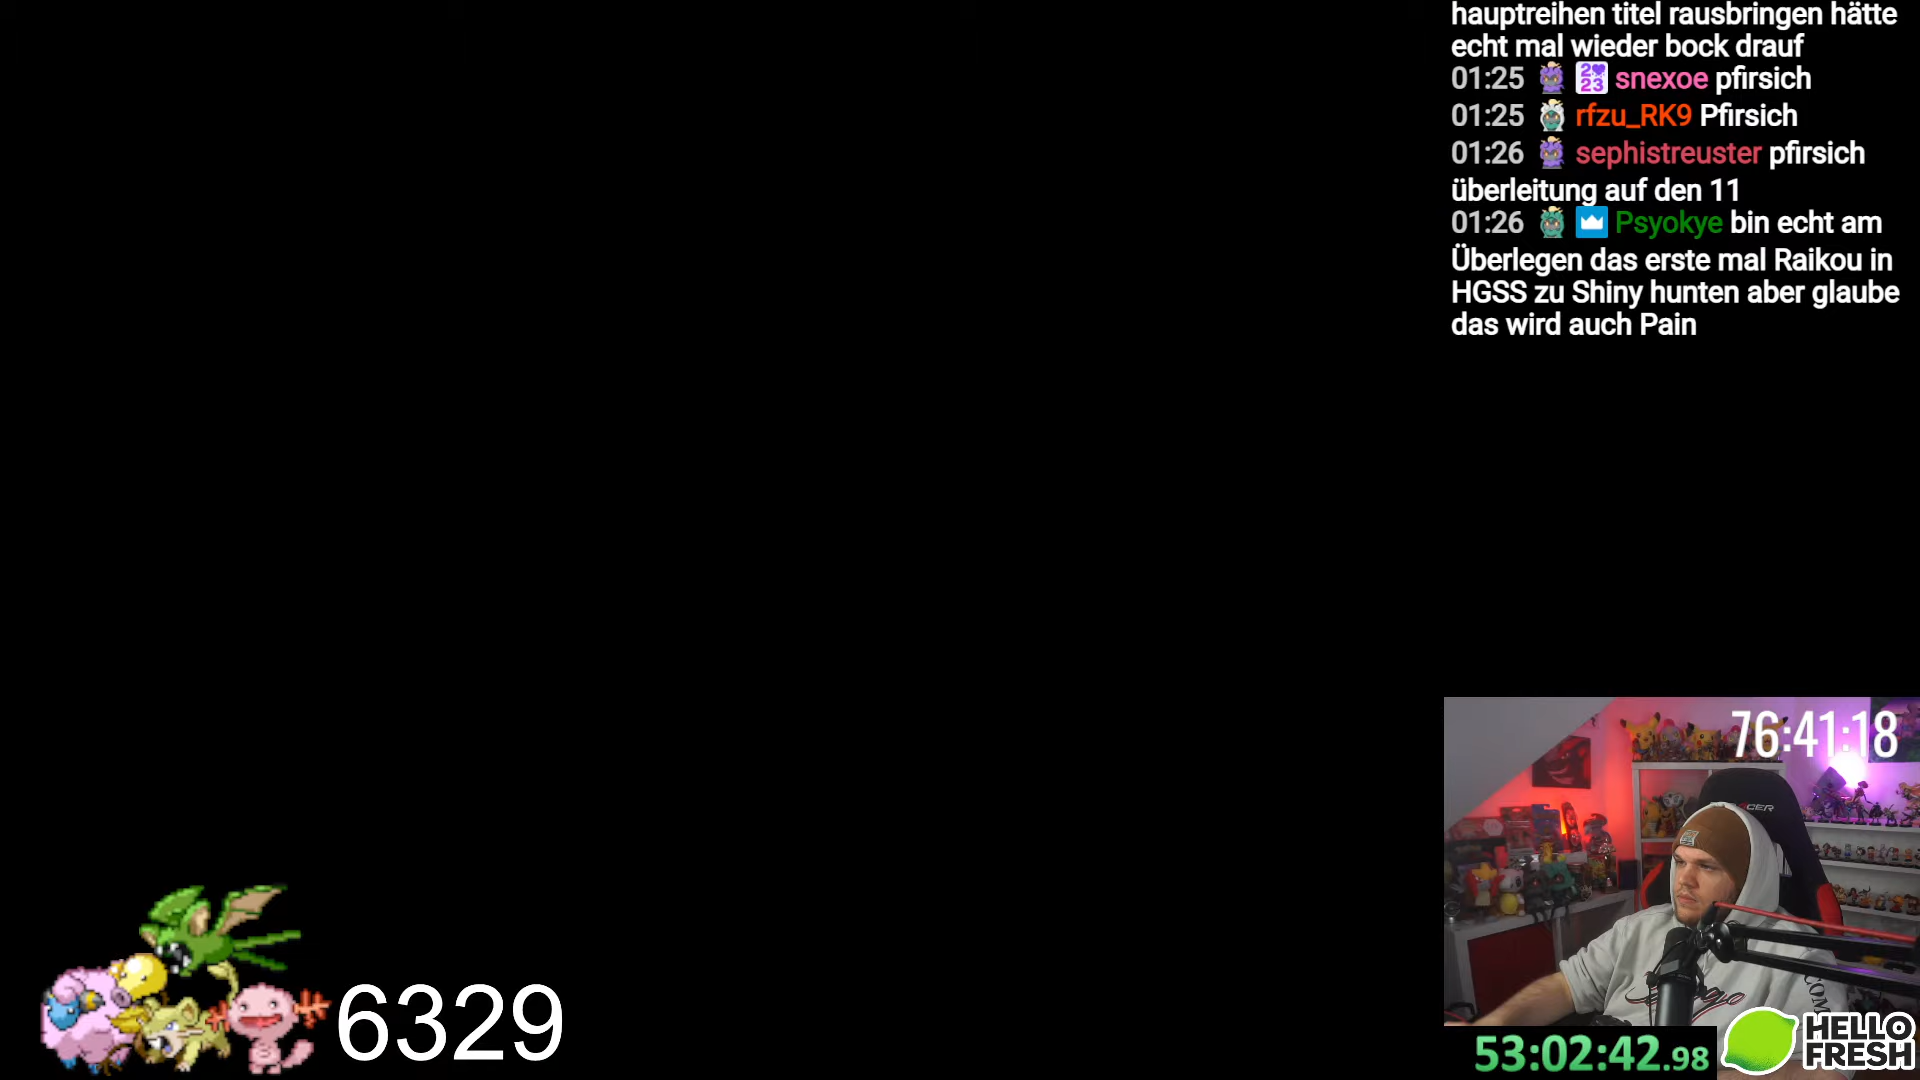 hauptreihen titel rausbringen hätte
echt mal wieder bock drauf
01:25 snexoe pfirsich
01:25 rfzu_RK9 Pfirsich
01:26 sephistreuster pfirsich
überleitung auf den 11
01:26 Psyokye bin echt am
Überlegen das erste mal Raikou in
HGSS zu Shiny hunten aber glaube
das wird auch Pain
76:41:18
6329
53:02:42.98
HELLO
FRESH